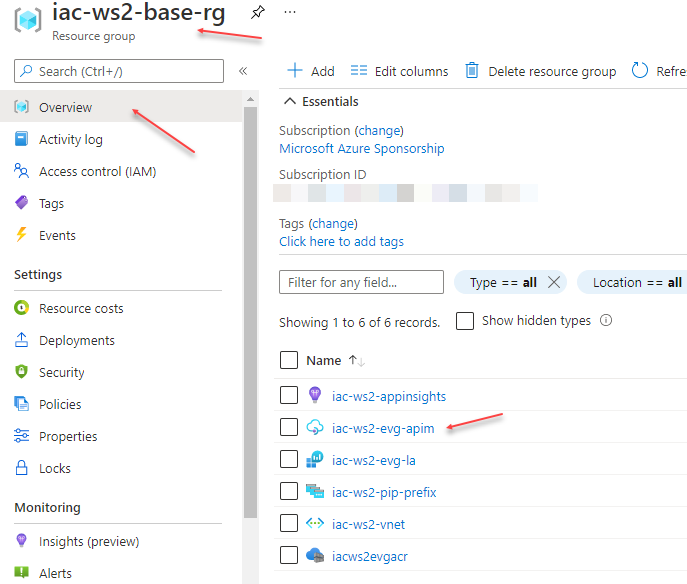 iac-ws2-base-rg
...
Resource group
Search (Ctrl+/)
«
Overview
Activity log
Access control (IAM)
Tags
Events
Settings
Resource costs
Deployments
Security
Policies
Properties
Locks
Monitoring
Insights (preview)
Alerts
Add Edit columns Delete resource group Refre
Essentials
Subscription (change)
Microsoft Azure Sponsorship
Subscription ID
Tags (change)
Click here to add tags
Filter for any field... Type == all Location == all
Showing 1 to 6 of 6 records. Show hidden types
Name ↑↓
iac-ws2-appinsights
iac-ws2-evg-apim
iac-ws2-evg-la
iac-ws2-pip-prefix
iac-ws2-vnet
iacws2evgacr